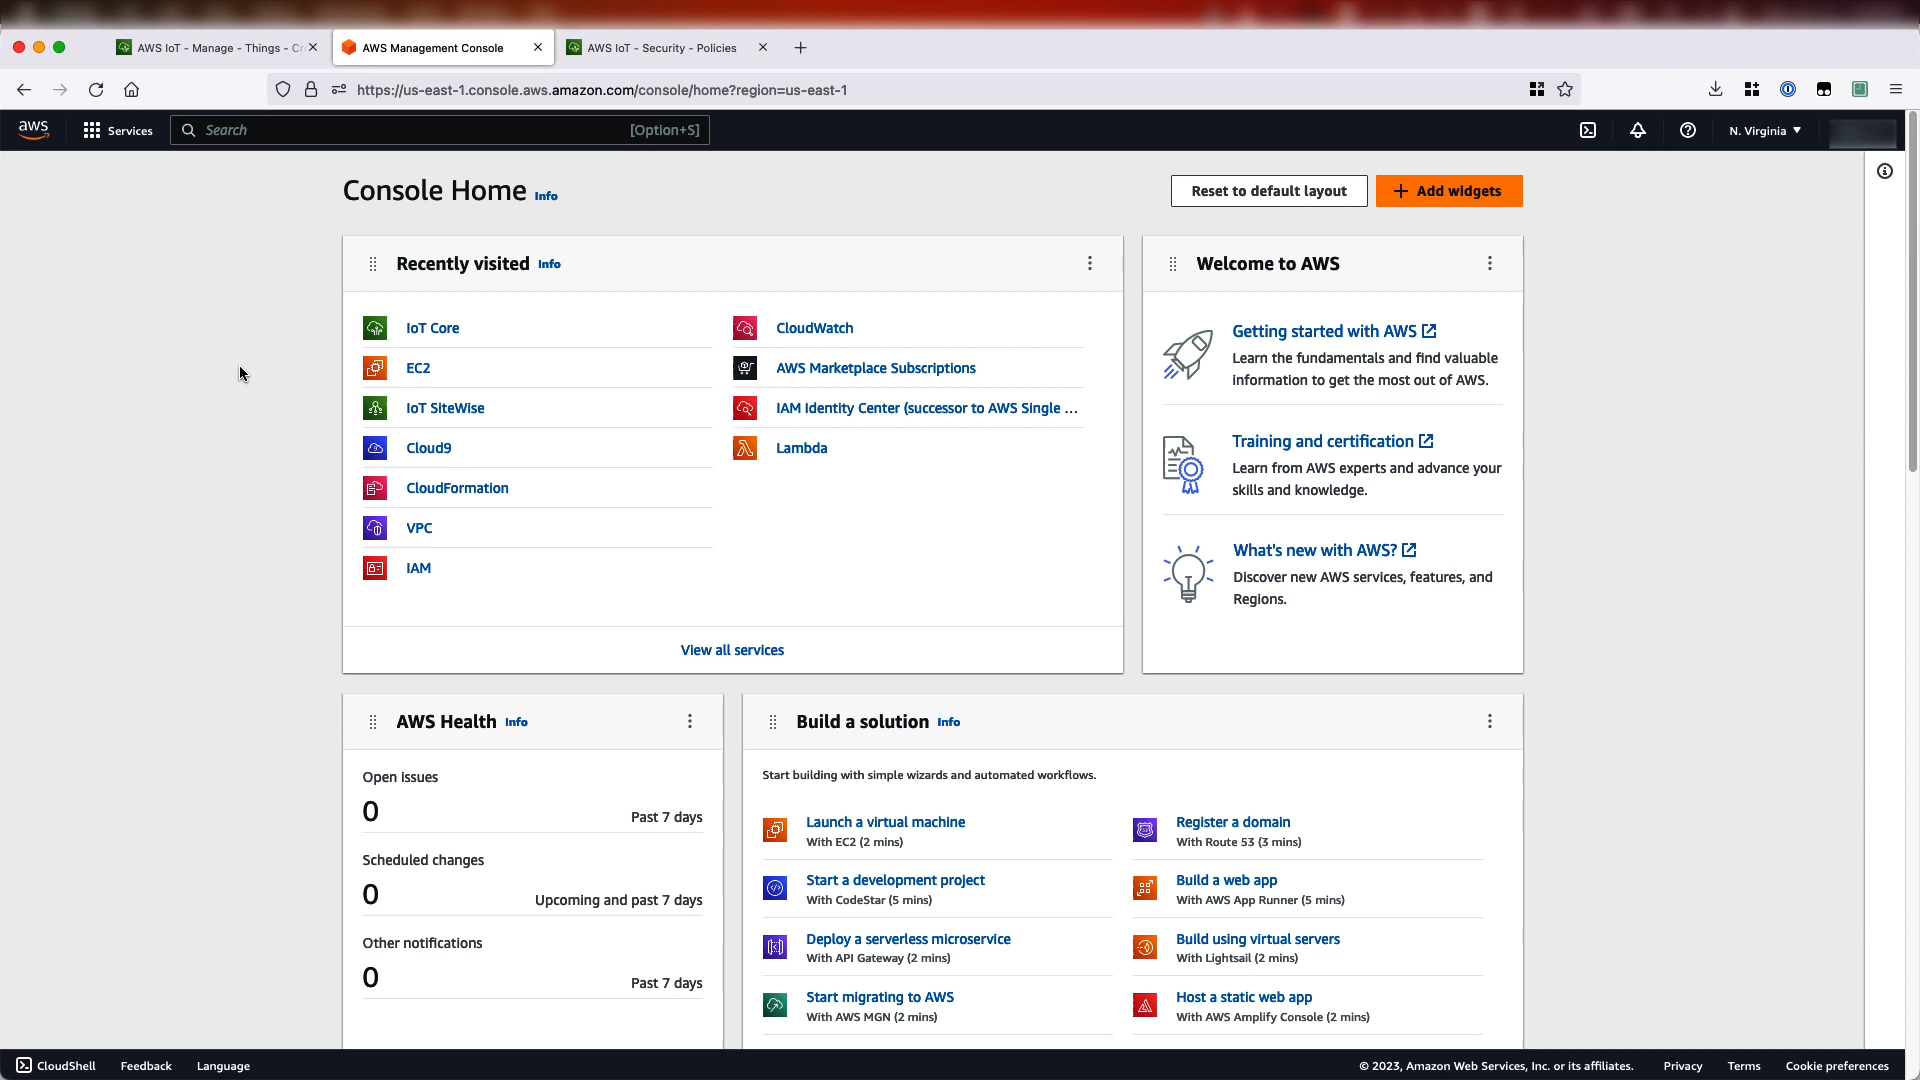 AWS IoT - Manage - Things - Cr
AWS Management Console
AWS IoT - Security - Policies
https://us-east-1.console.aws.amazon.com/console/home?region=us-east-1
aws
Services
Search
[Option+S]
N. Virginia
Console Home Info
Reset to default layout
Add widgets
Recently visited Info
IoT Core
EC2
IoT SiteWise
Cloud9
CloudFormation
VPC
IAM
CloudWatch
AWS Marketplace Subscriptions
IAM Identity Center (successor to AWS Single ...
Lambda
View all services
Welcome to AWS
Getting started with AWS
Learn the fundamentals and find valuable
information to get the most out of AWS.
Training and certification
Learn from AWS experts and advance your
skills and knowledge.
What's new with AWS?
Discover new AWS services, features, and
Regions.
AWS Health Info
Open issues
0
Past 7 days
Scheduled changes
0
Upcoming and past 7 days
Other notifications
0
Past 7 days
Build a solution Info
Start building with simple wizards and automated workflows.
Launch a virtual machine
With EC2 (2 mins)
Start a development project
With CodeStar (5 mins)
Deploy a serverless microservice
With API Gateway (2 mins)
Start migrating to AWS
With AWS MGN (2 mins)
Register a domain
With Route 53 (3 mins)
Build a web app
With AWS App Runner (5 mins)
Build using virtual servers
With Lightsail (2 mins)
Host a static web app
With AWS Amplify Console (2 mins)
CloudShell
Feedback
Language
© 2023, Amazon Web Services, Inc. or its affiliates.
Privacy
Terms
Cookie preferences